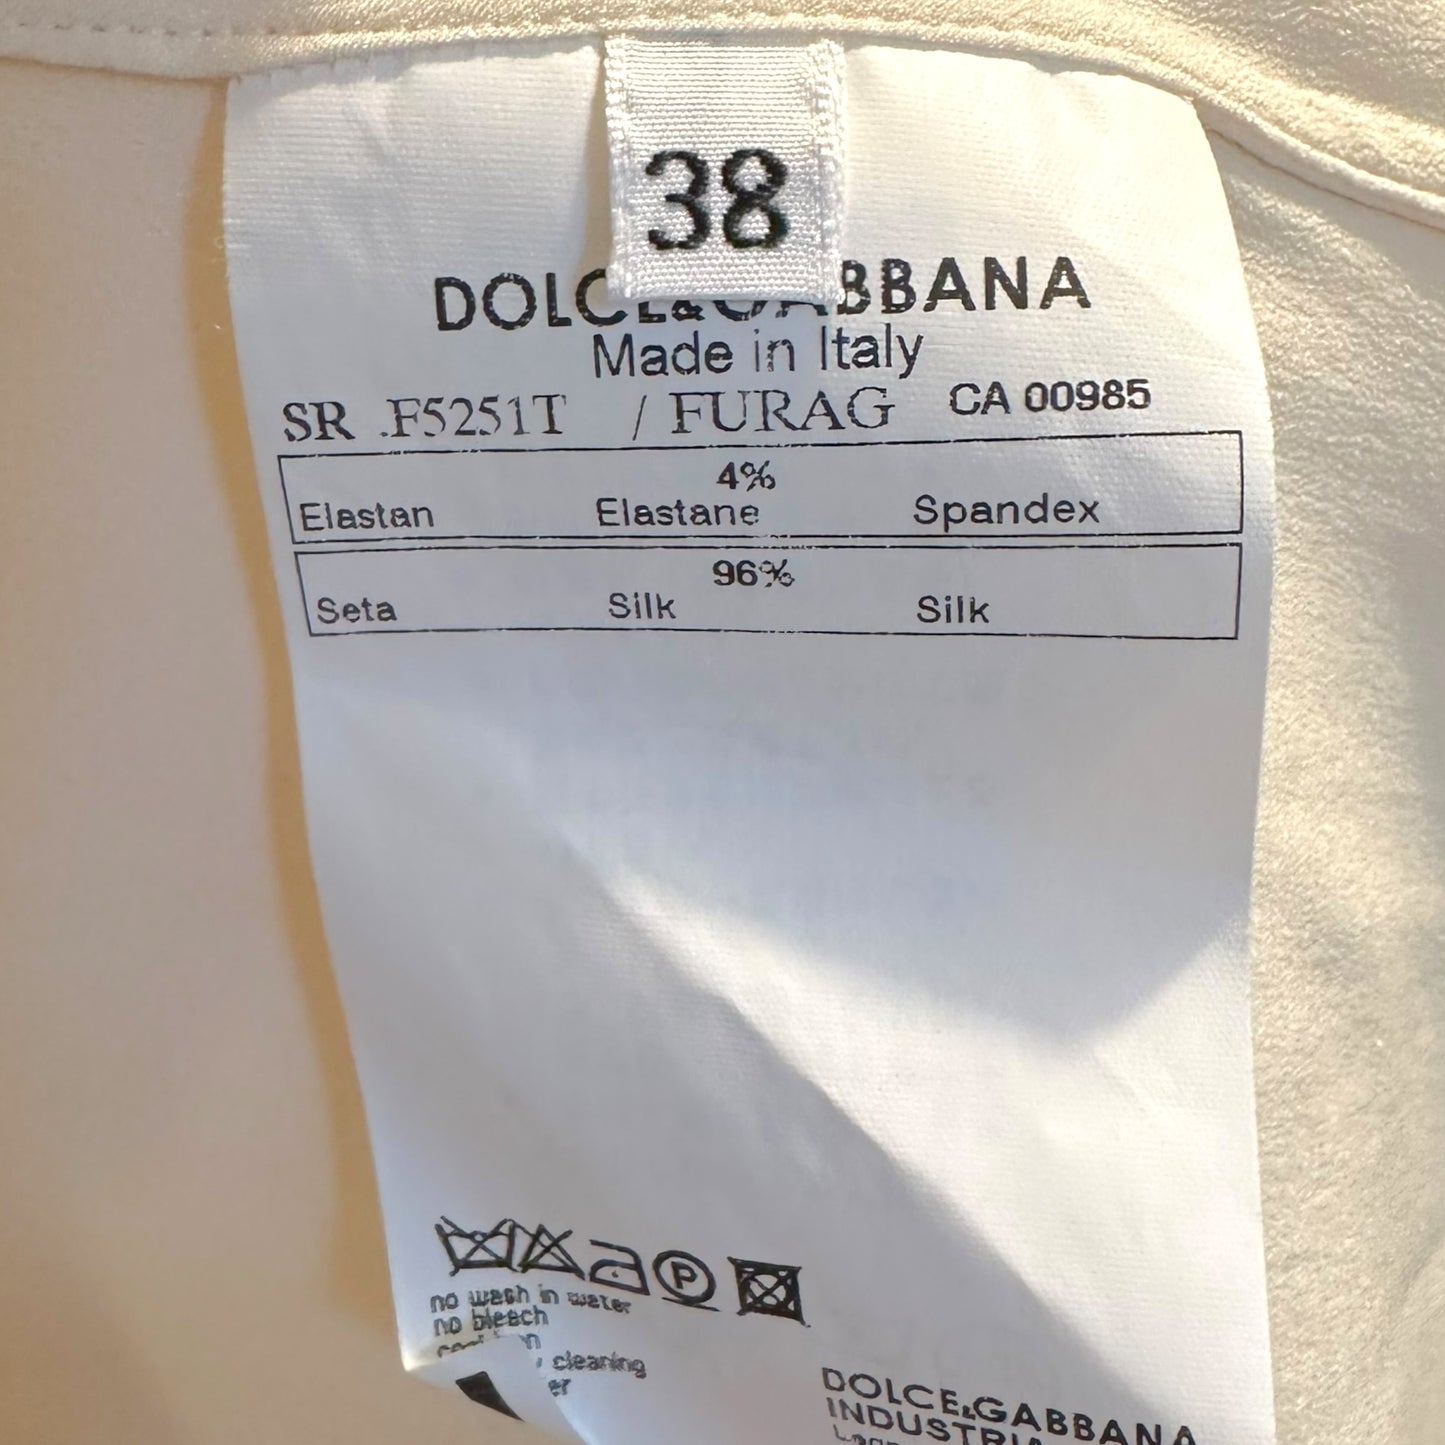 38
DOLCE&GABBANA
Made in Italy
SR .F5251T / FURAG CA 00985
4%
Elastan Elastane Spandex
96%
Seta Silk Silk
P
no wash in water
no bleach
cleaning
DOLCE&GABBANA